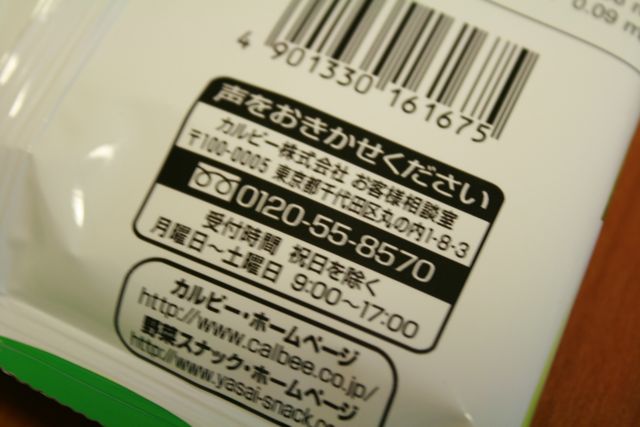 0.09 m
4 901330 161675
声をおきかせください
カルビー株式会社 お客様相談室
〒100-0005 東京都千代田区丸の内1-8-3
0120-55-8570
受付時間 祝日を除く
月曜日〜土曜日 9:00〜17:00
カルビー・ホームページ
http://www.calbee.co.jp/
野菜スナック・ホームページ
http://www.yasai-snack.co